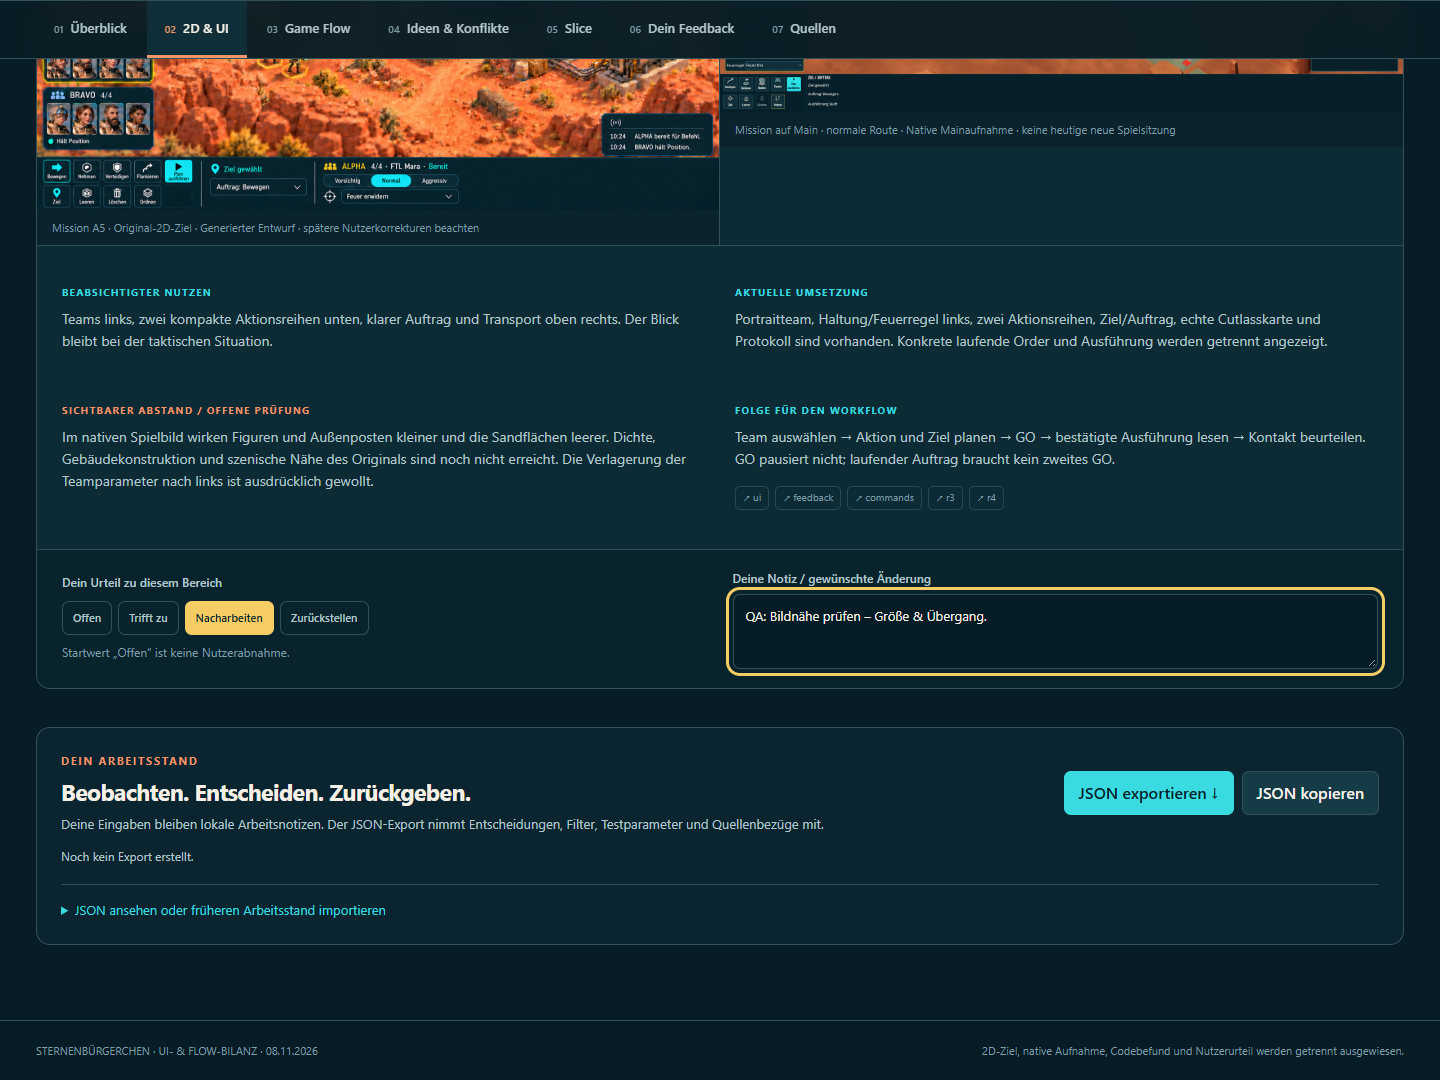 01 Überblick
02 2D & UI
03 Game Flow
04 Ideen & Konflikte
05 Slice
06 Dein Feedback
07 Quellen
BRAVO 4/4
Hält Position
10:24 ALPHA bereit für Befehl.
10:24 BRAVO hält Position.
Bewegen
Nehmen
Verteidigen
Flankieren
Plan ausführen
Ziel
Leeren
Löschen
Ordnen
Ziel gewählt
Auftrag: Bewegen
ALPHA 4/4 · FTL Mara · Bereit
Vorsichtig
Normal
Aggressiv
Feuer erwidern
Mission A5 · Original-2D-Ziel · Generierter Entwurf · spätere Nutzerkorrekturen beachten
Mission auf Main · normale Route · Native Mainaufnahme · keine heutige neue Spielsitzung
BEABSICHTIGTER NUTZEN
Teams links, zwei kompakte Aktionsreihen unten, klarer Auftrag und Transport oben rechts. Der Blick
bleibt bei der taktischen Situation.
AKTUELLE UMSETZUNG
Portraitteam, Haltung/Feuerregel links, zwei Aktionsreihen, Ziel/Auftrag, echte Cutlasskarte und
Protokoll sind vorhanden. Konkrete laufende Order und Ausführung werden getrennt angezeigt.
SICHTBARER ABSTAND / OFFENE PRÜFUNG
Im nativen Spielbild wirken Figuren und Außenposten kleiner und die Sandflächen leerer. Dichte,
Gebäudekonstruktion und szenische Nähe des Originals sind noch nicht erreicht. Die Verlagerung der
Teamparameter nach links ist ausdrücklich gewollt.
FOLGE FÜR DEN WORKFLOW
Team auswählen → Aktion und Ziel planen → GO → bestätigte Ausführung lesen → Kontakt beurteilen.
GO pausiert nicht; laufender Auftrag braucht kein zweites GO.
↗ ui
↗ feedback
↗ commands
↗ r3
↗ r4
Dein Urteil zu diesem Bereich
Offen
Trifft zu
Nacharbeiten
Zurückstellen
Startwert „Offen“ ist keine Nutzerabnahme.
Deine Notiz / gewünschte Änderung
QA: Bildnähe prüfen – Größe & Übergang.
DEIN ARBEITSSTAND
Beobachten. Entscheiden. Zurückgeben.
Deine Eingaben bleiben lokale Arbeitsnotizen. Der JSON-Export nimmt Entscheidungen, Filter, Testparameter und Quellenbezüge mit.
Noch kein Export erstellt.
JSON exportieren ↓
JSON kopieren
▶ JSON ansehen oder früheren Arbeitsstand importieren
STERNENBÜRGERCHEN · UI- & FLOW-BILANZ · 08.11.2026
2D-Ziel, native Aufnahme, Codebefund und Nutzerurteil werden getrennt ausgewiesen.